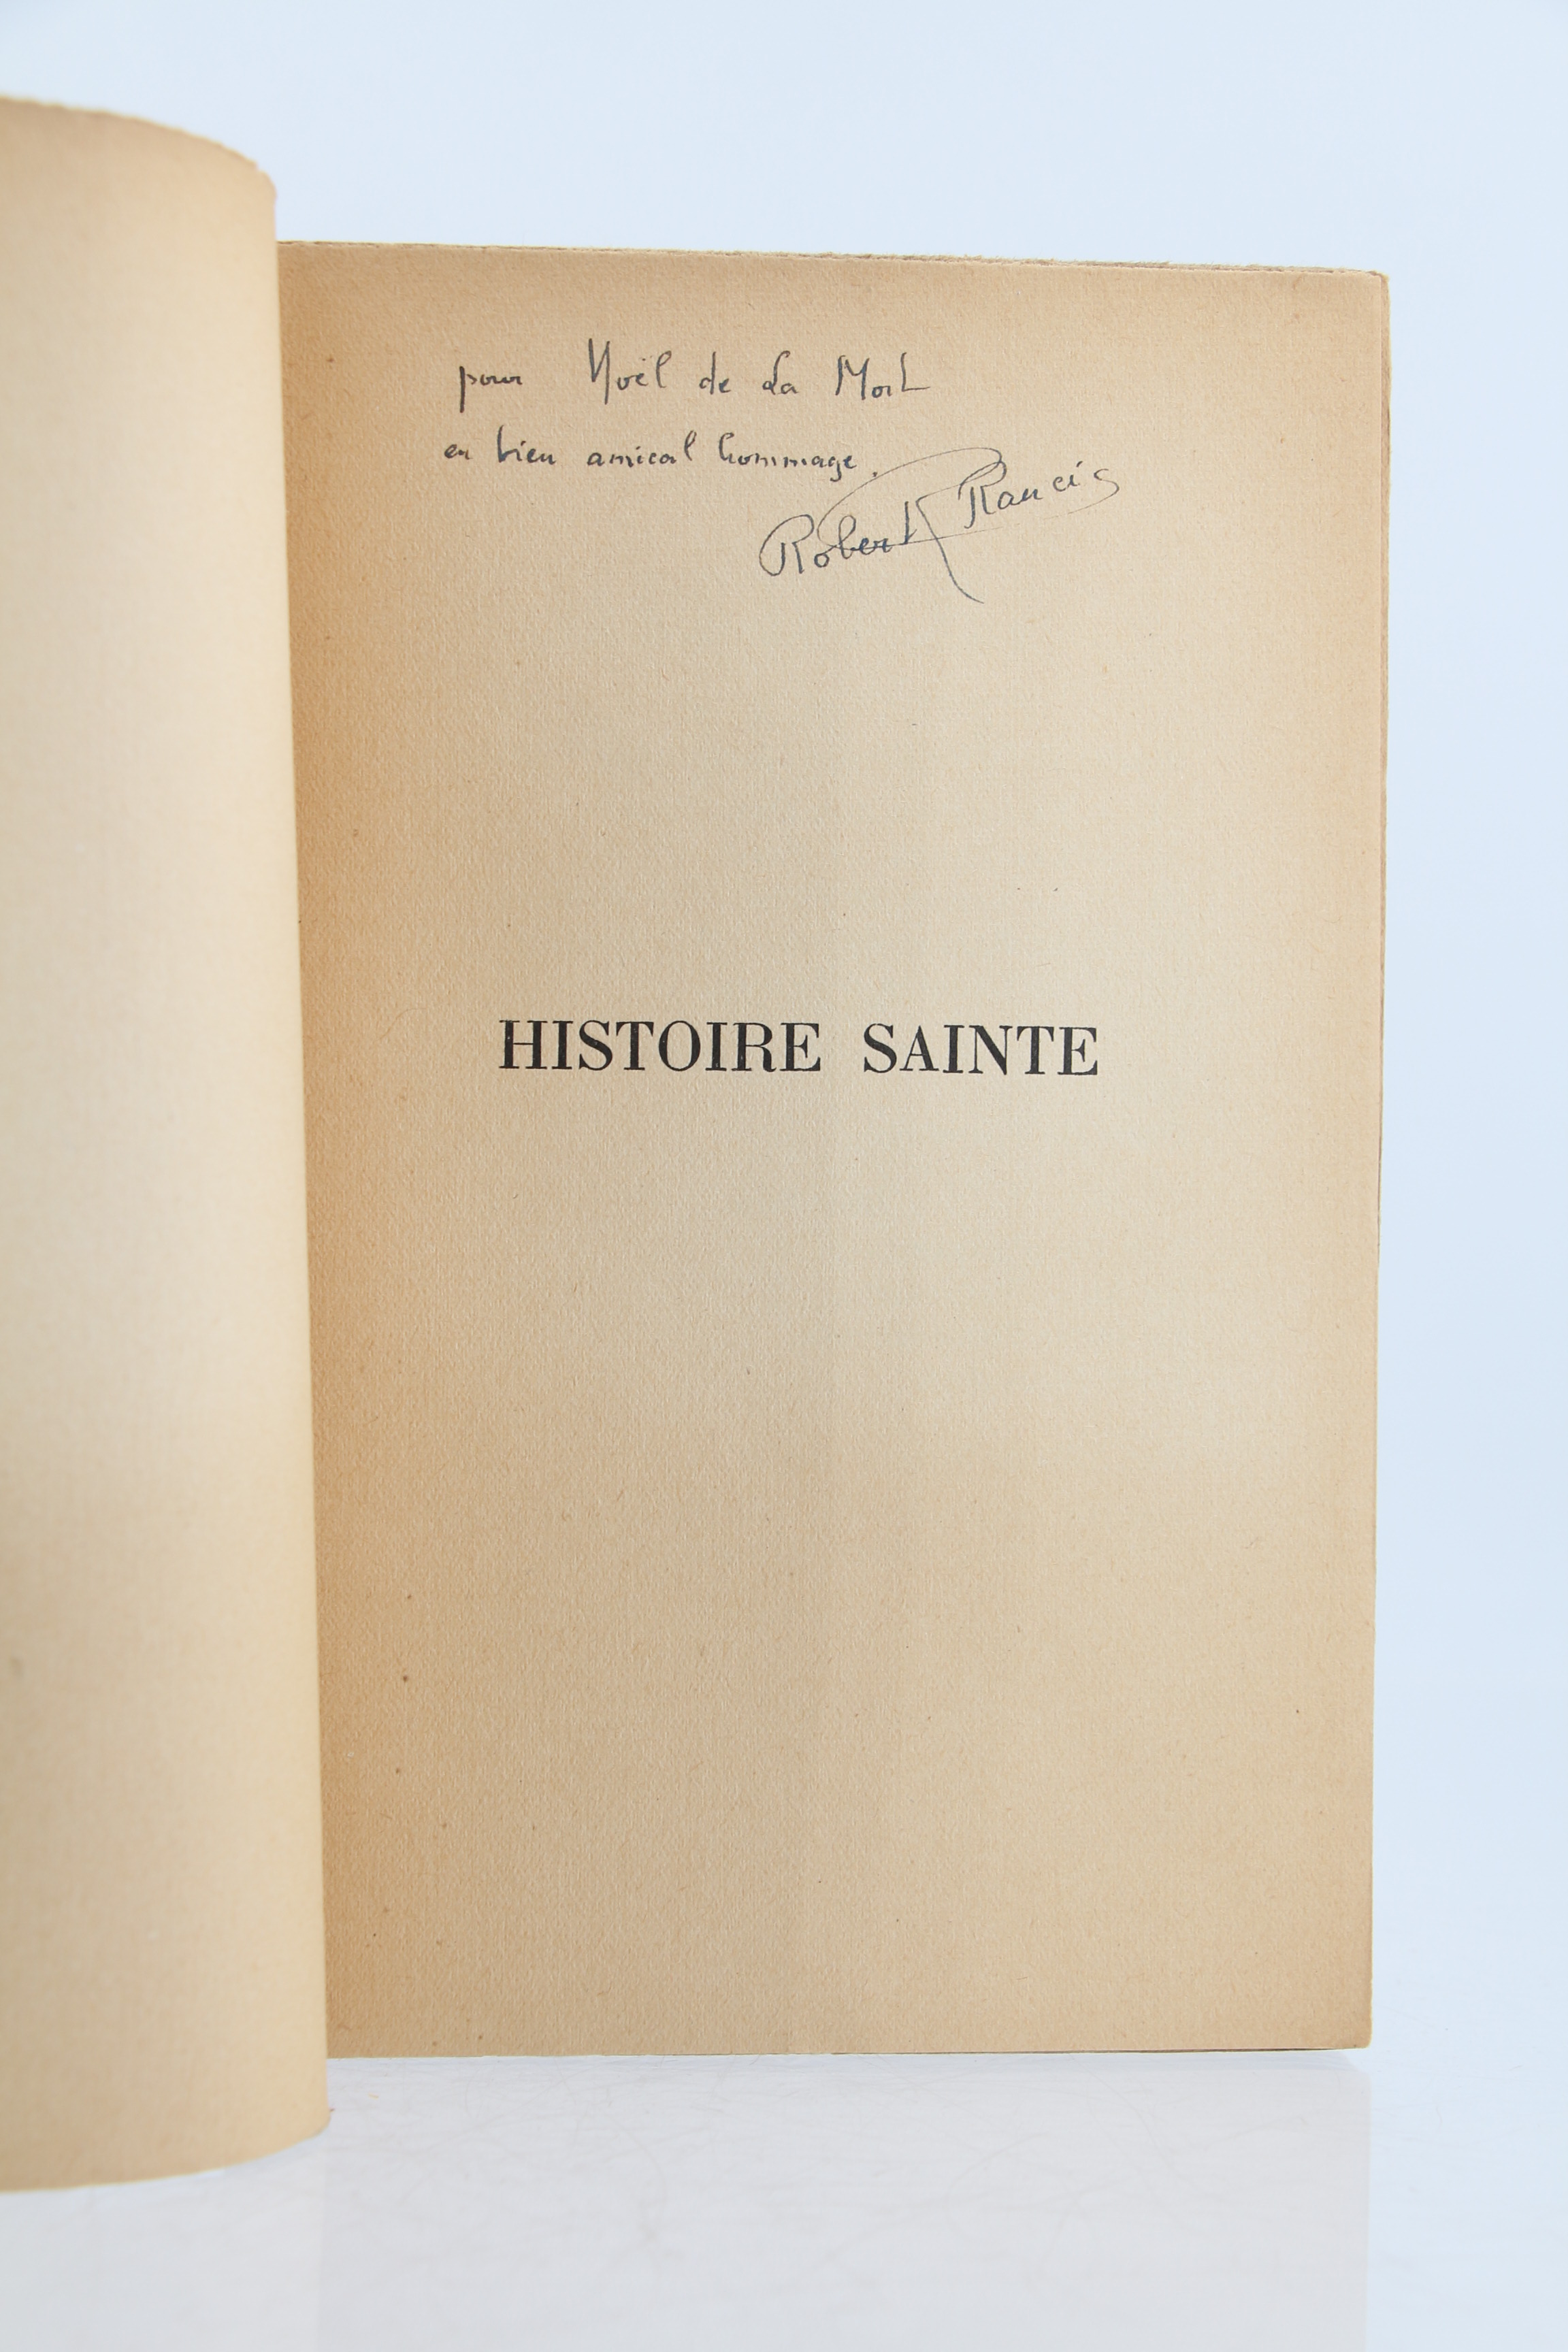 pour Noël de La Mort
en bien amical hommage.
Robert Francis
HISTOIRE SAINTE